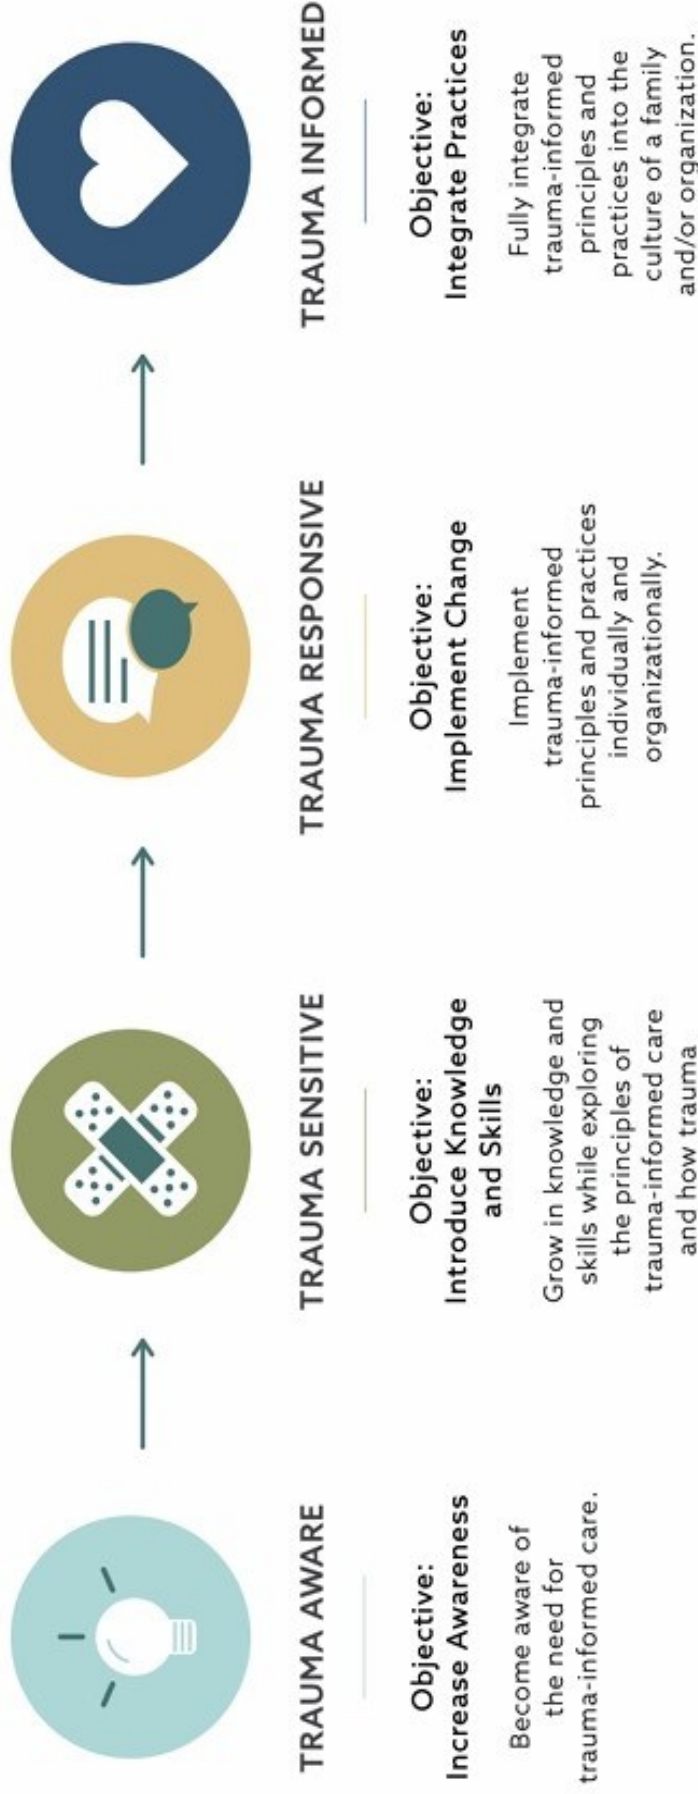 TRAUMA AWARE
Objective:
Increase Awareness
Become aware of
the need for
trauma-informed care.
TRAUMA SENSITIVE
Objective:
Introduce Knowledge
and Skills
Grow in knowledge and
skills while exploring
the principles of
trauma-informed care
and how trauma
TRAUMA RESPONSIVE
Objective:
Implement Change
Implement
trauma-informed
principles and practices
individually and
organizationally.
TRAUMA INFORMED
Objective:
Integrate Practices
Fully integrate
trauma-informed
principles and
practices into the
culture of a family
and/or organization.